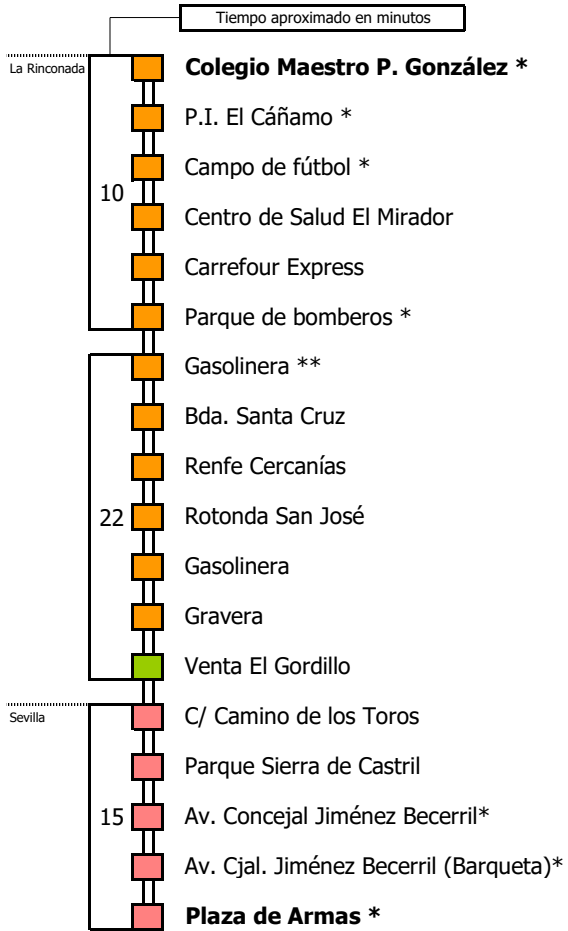 Tiempo aproximado en minutos
La Rinconada
Colegio Maestro P. González *
P.I. El Cáñamo *
Campo de fútbol *
10
Centro de Salud El Mirador
Carrefour Express
Parque de bomberos *
Gasolinera **
Bda. Santa Cruz
Renfe Cercanías
22
Rotonda San José
Gasolinera
Gravera
Venta El Gordillo
Sevilla
C/ Camino de los Toros
Parque Sierra de Castril
15
Av. Concejal Jiménez Becerril*
Av. Cjal. Jiménez Becerril (Barqueta)*
Plaza de Armas *